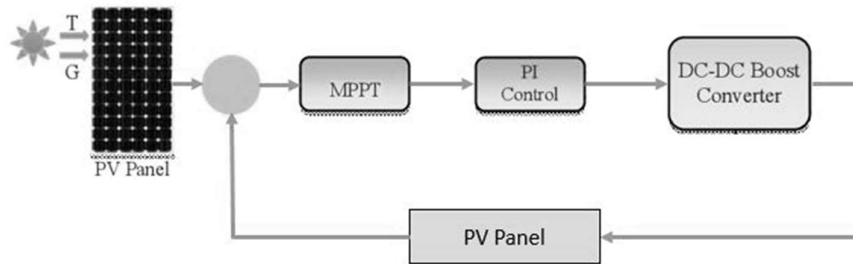 T
G
PV Panel
MPPT
PI
Control
DC-DC Boost
Converter
PV Panel